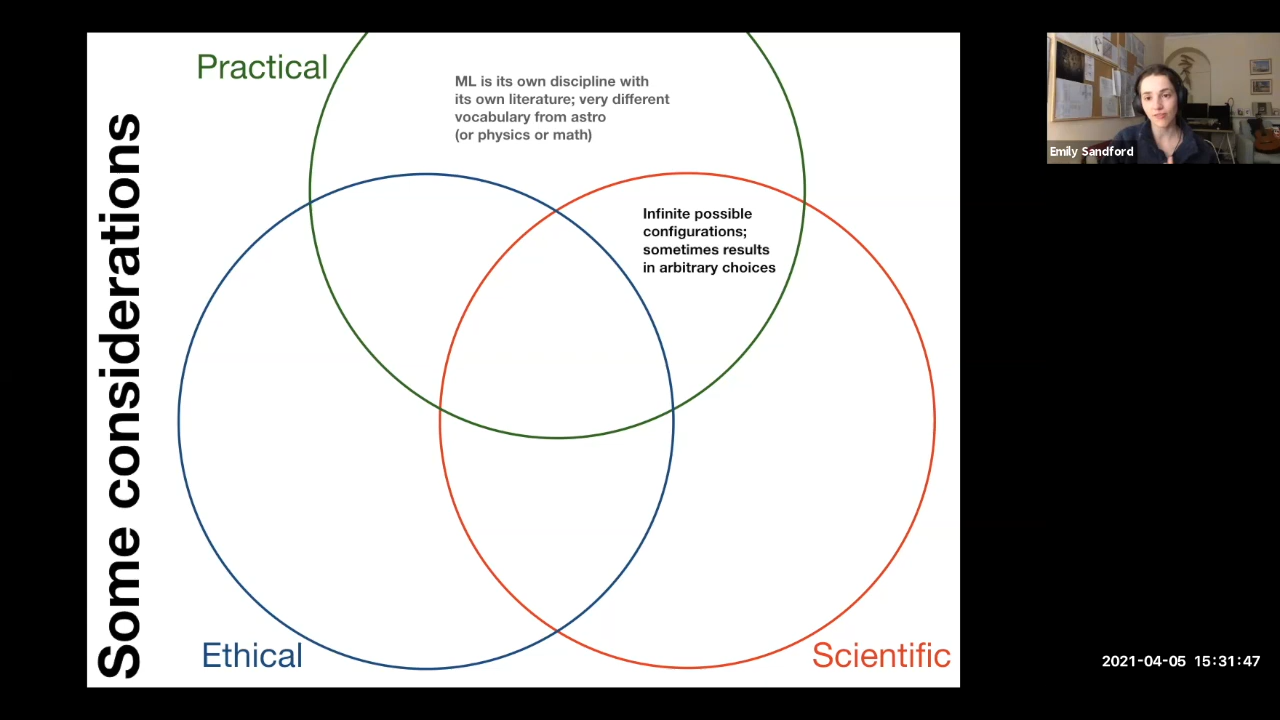 Some considerations
Practical
ML is its own discipline with
its own literature; very different
vocabulary from astro
(or physics or math)
Infinite possible
configurations;
sometimes results
in arbitrary choices
Ethical
Scientific
Emily Sandford
2021-04-05 15:31:47